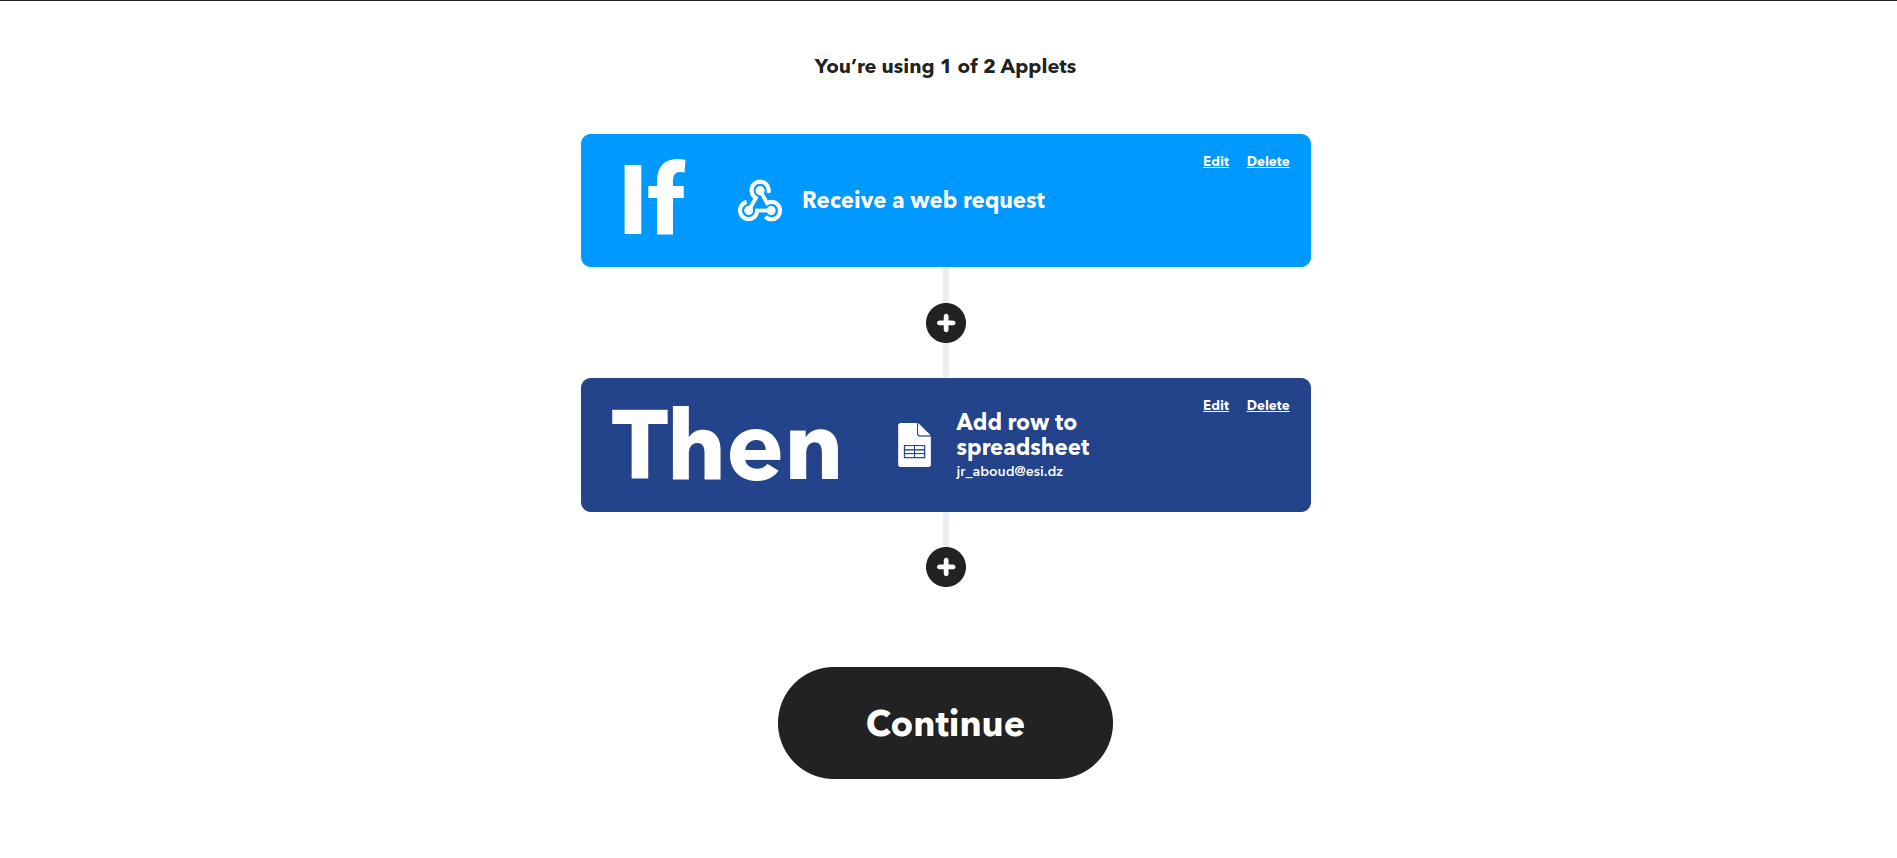 You’re using 1 of 2 Applets
If
Receive a web request
Edit Delete
Then
Add row to
spreadsheet
jr_aboud@esi.dz
Edit Delete
Continue